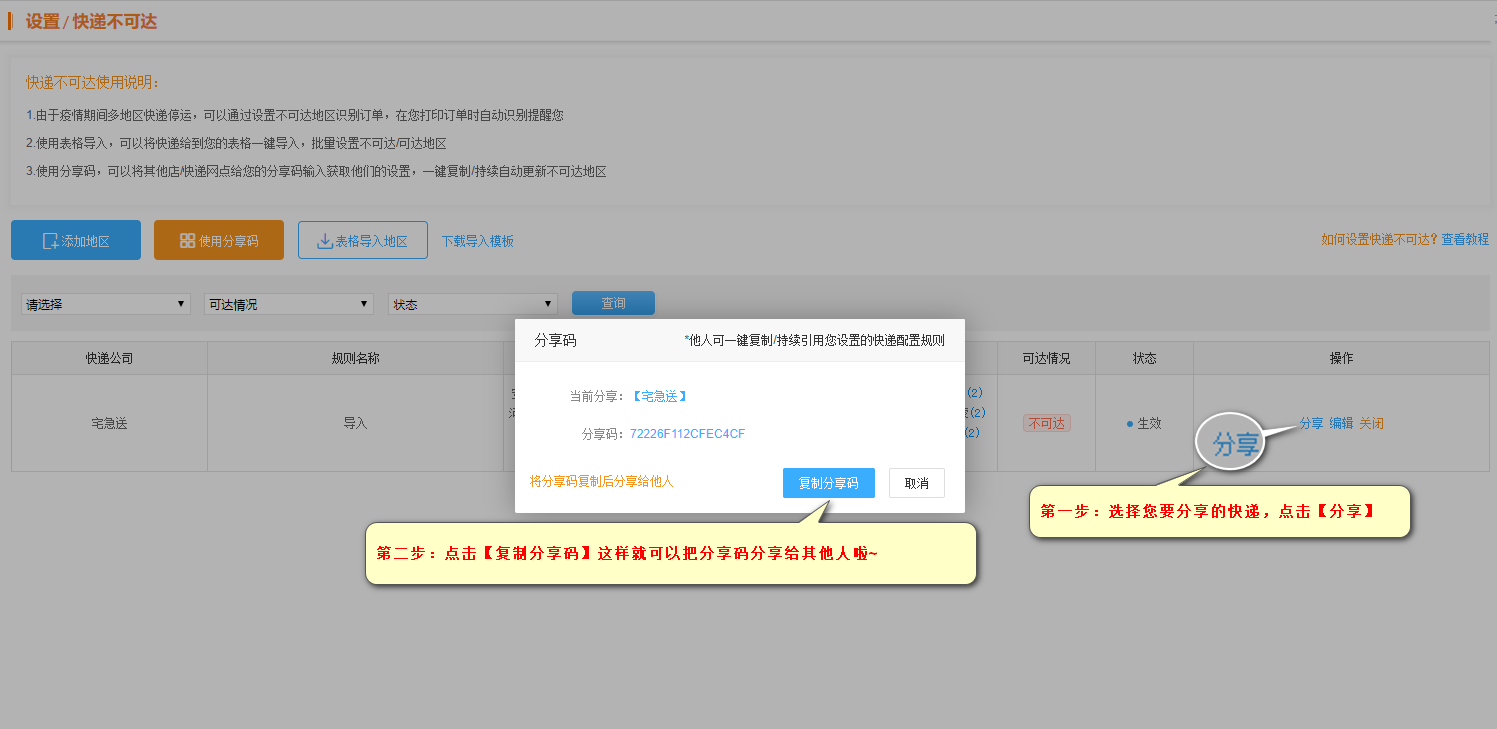 设置 / 快递不可达
快递不可达使用说明：
1.由于疫情期间多地区快递停运，可以通过设置不可达地区识别订单，在您打印订单时自动识别提醒您
2.使用表格导入，可以将快递给到您的表格一键导入，批量设置不可达/可达地区
3.使用分享码，可以将其他店/快递网点给您的分享码输入获取他们的设置，一键复制/持续自动更新不可达地区
添加地区 使用分享码 表格导入地区 下载导入模板 如何设置快递不可达？查看教程
请选择 可达情况 状态 查询
分享码 *他人可一键复制/持续引用您设置的快递配置规则
快递公司 规则名称 可达情况 状态 操作
(2)
(2)
(2)
宅急送 导入 不可达 生效 分享 编辑 关闭
当前分享：【宅急送】
分享码：72226F112CFEC4CF
将分享码复制后分享给他人 复制分享码 取消
分享
第一步：选择您要分享的快递，点击【分享】
第二步：点击【复制分享码】这样就可以把分享码分享给其他人啦~